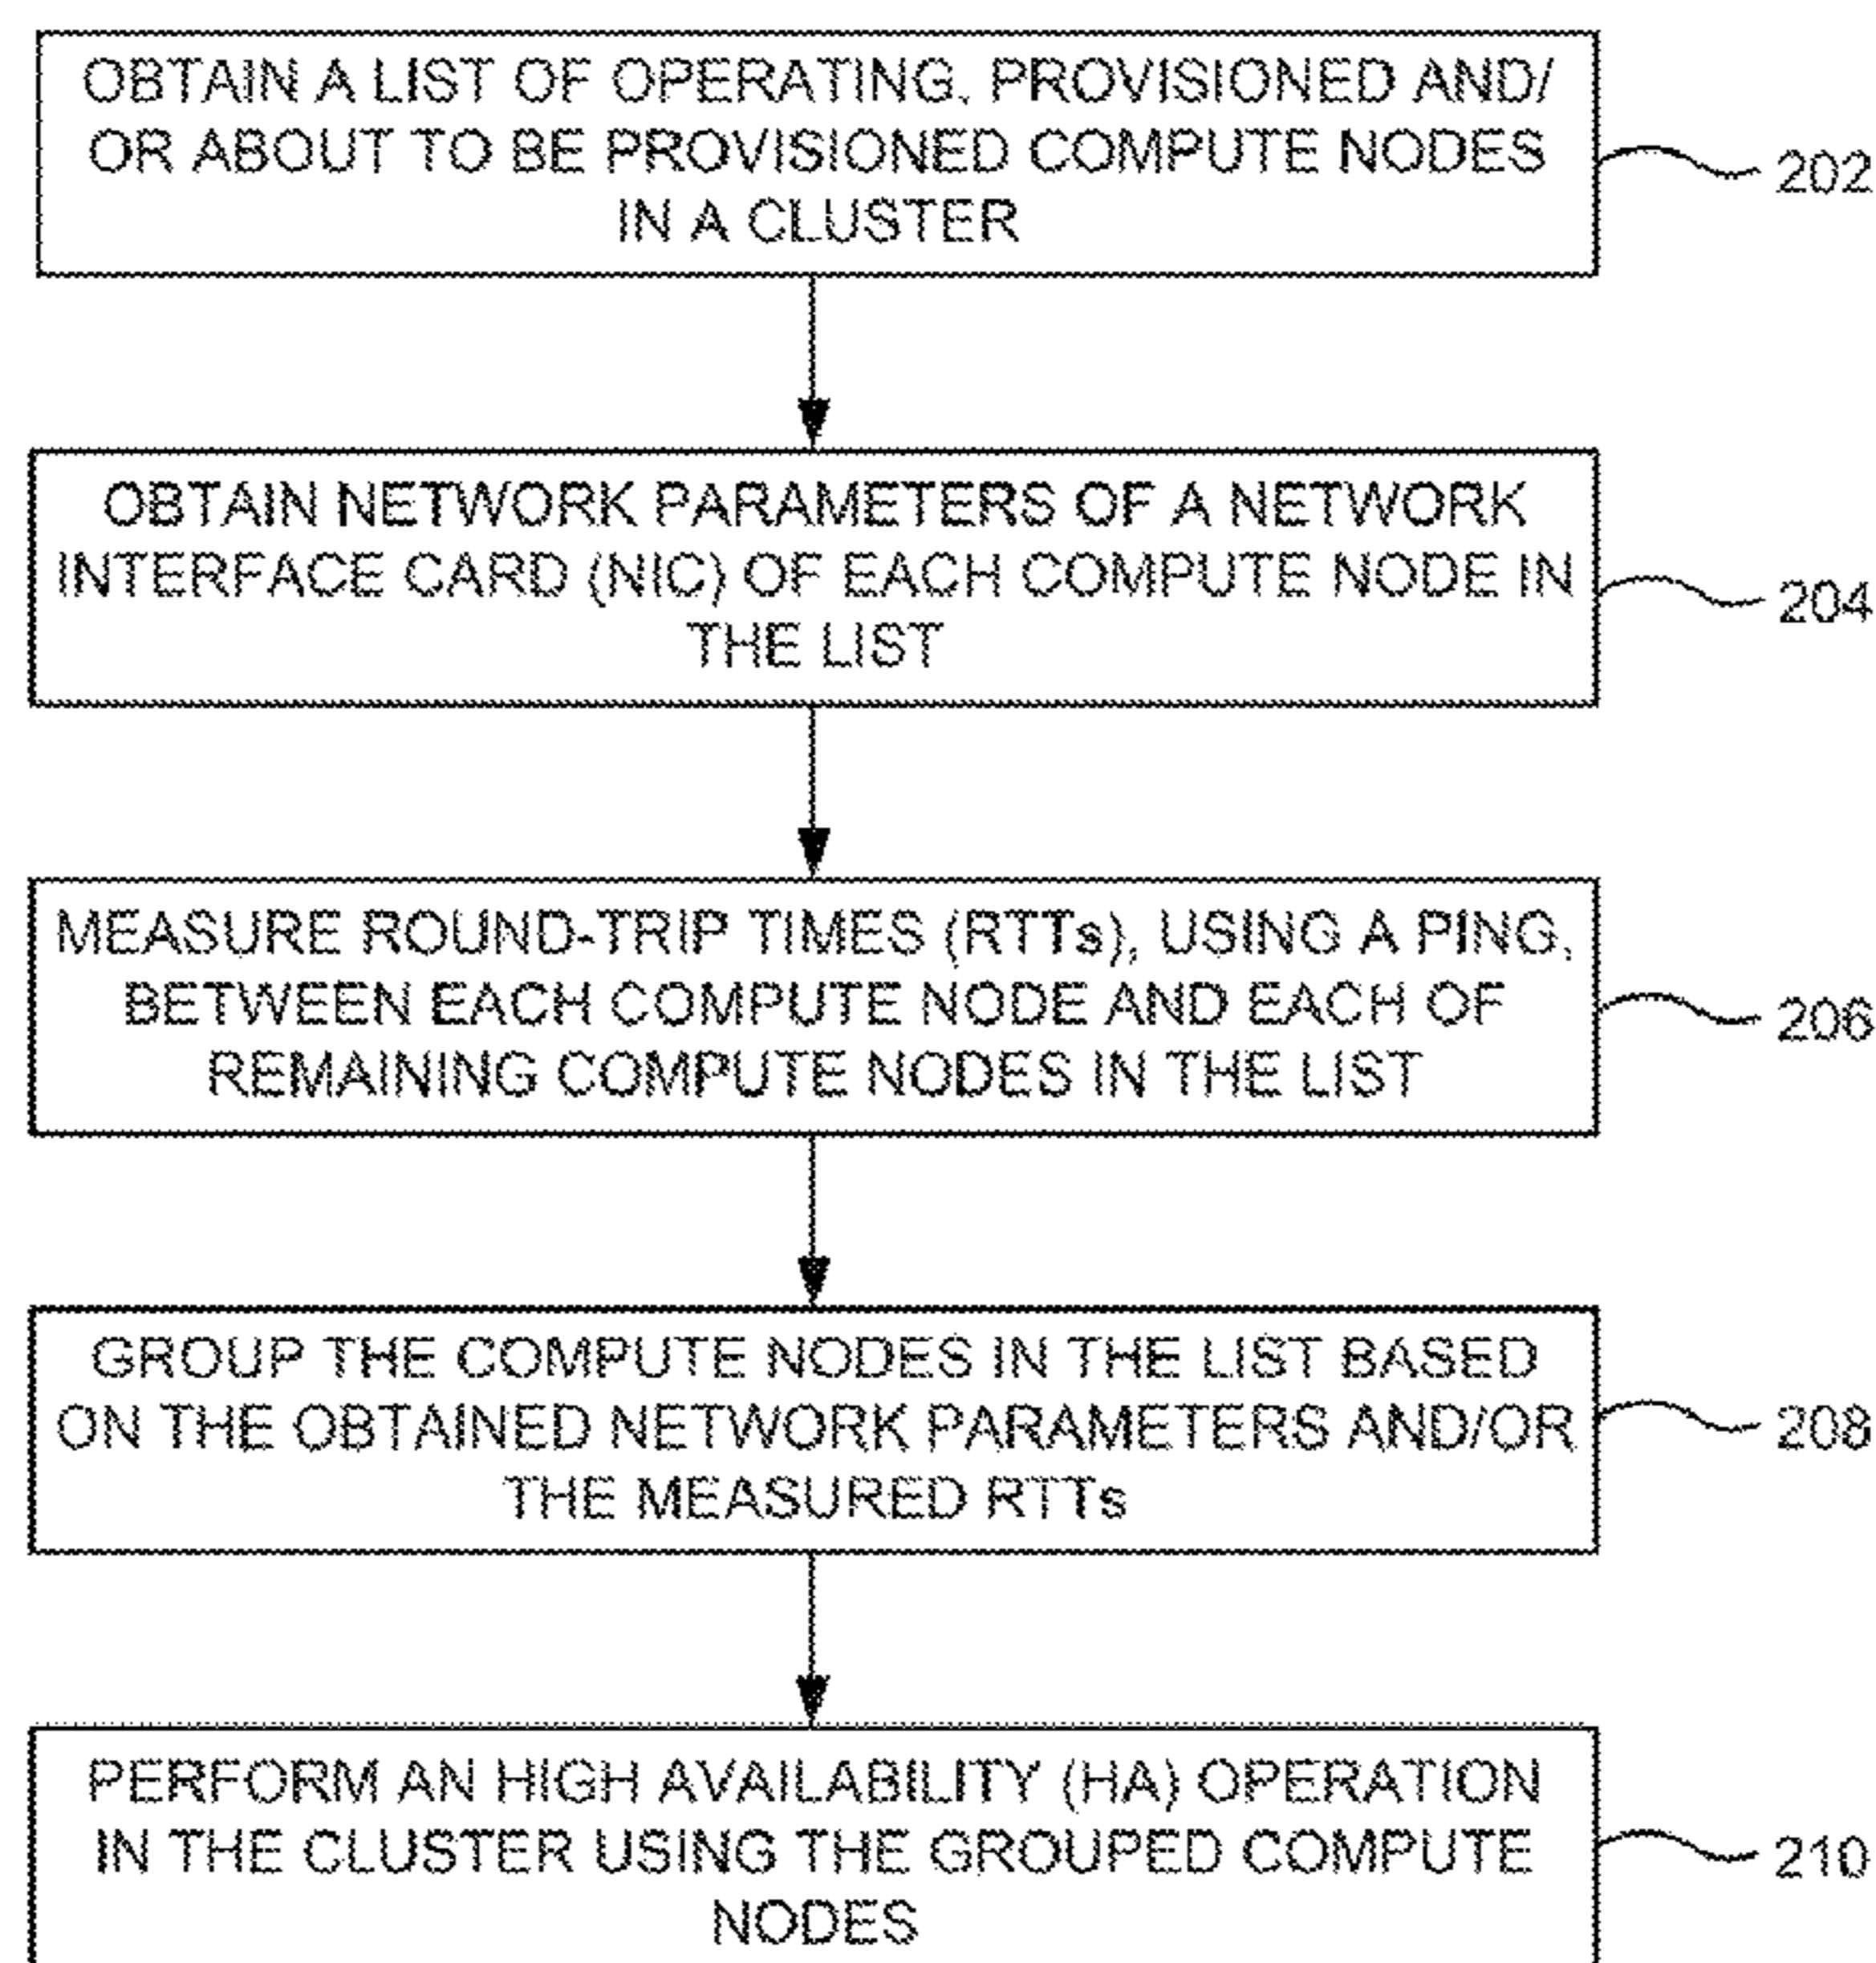 OBTAIN A LIST OF OPERATING, PROVISIONED AND/
OR ABOUT TO BE PROVISIONED COMPUTE NODES
IN A CLUSTER
202
OBTAIN NETWORK PARAMETERS OF A NETWORK
INTERFACE CARD (NIC) OF EACH COMPUTE NODE IN
THE LIST
204
MEASURE ROUND-TRIP TIMES (RTTs), USING A PING,
BETWEEN EACH COMPUTE NODE AND EACH OF
REMAINING COMPUTE NODES IN THE LIST
206
GROUP THE COMPUTE NODES IN THE LIST BASED
ON THE OBTAINED NETWORK PARAMETERS AND/OR
THE MEASURED RTTs
208
PERFORM AN HIGH AVAILABILITY (HA) OPERATION
IN THE CLUSTER USING THE GROUPED COMPUTE
NODES
210